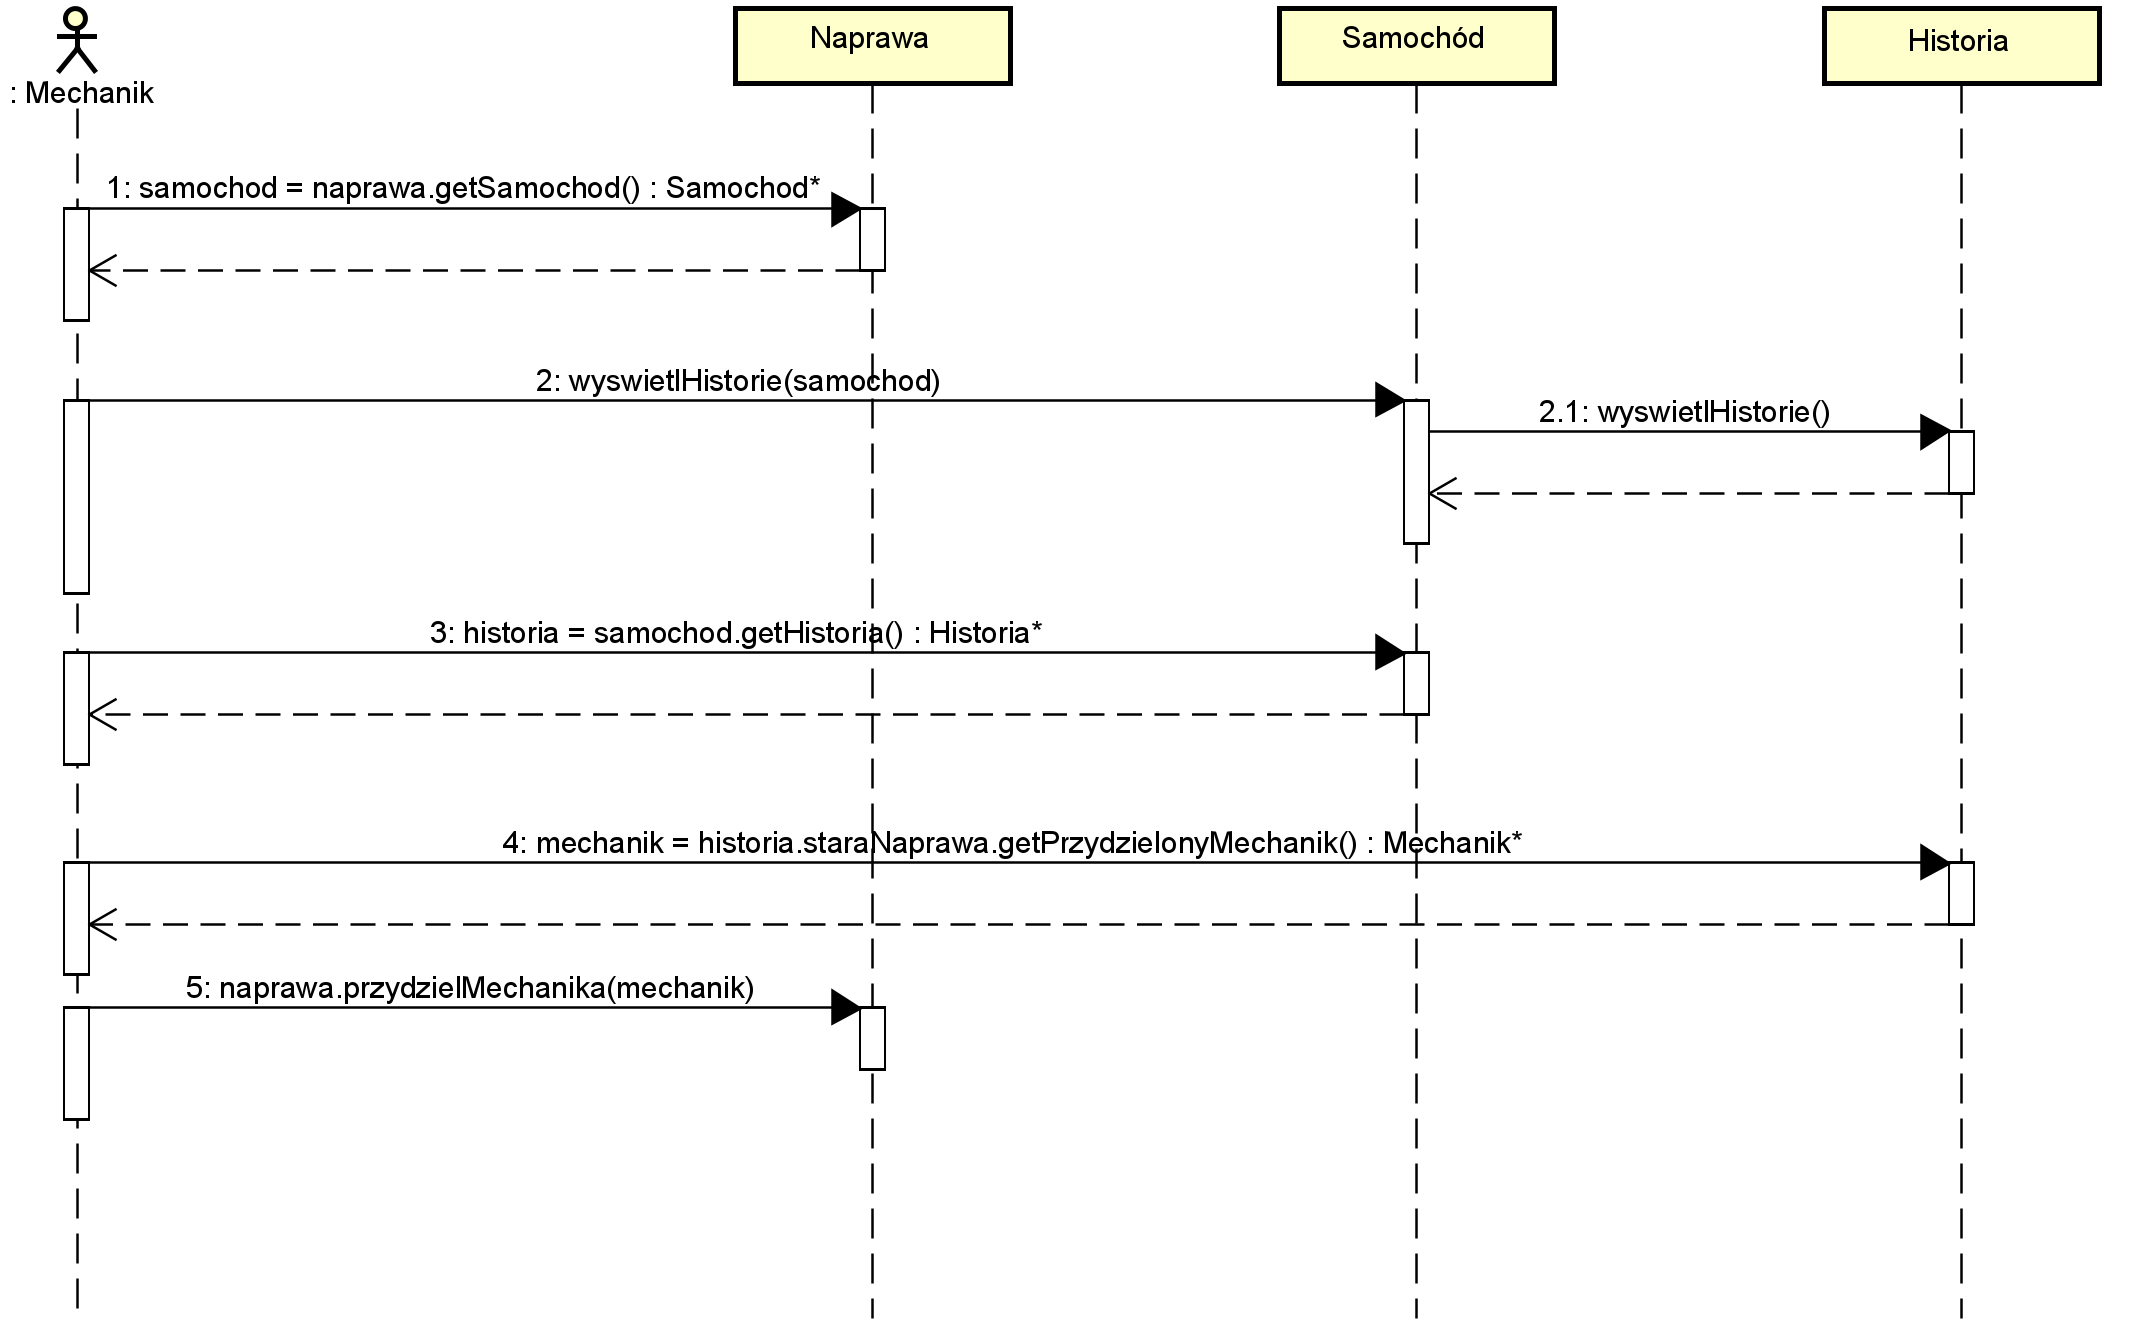 : Mechanik
Naprawa
Samochód
Historia
1: samochod = naprawa.getSamochod() : Samochod*
2: wyswietlHistorie(samochod)
2.1: wyswietlHistorie()
3: historia = samochod.getHistoria() : Historia*
4: mechanik = historia.staraNaprawa.getPrzydzielonyMechanik() : Mechanik*
5: naprawa.przydzielMechanika(mechanik)